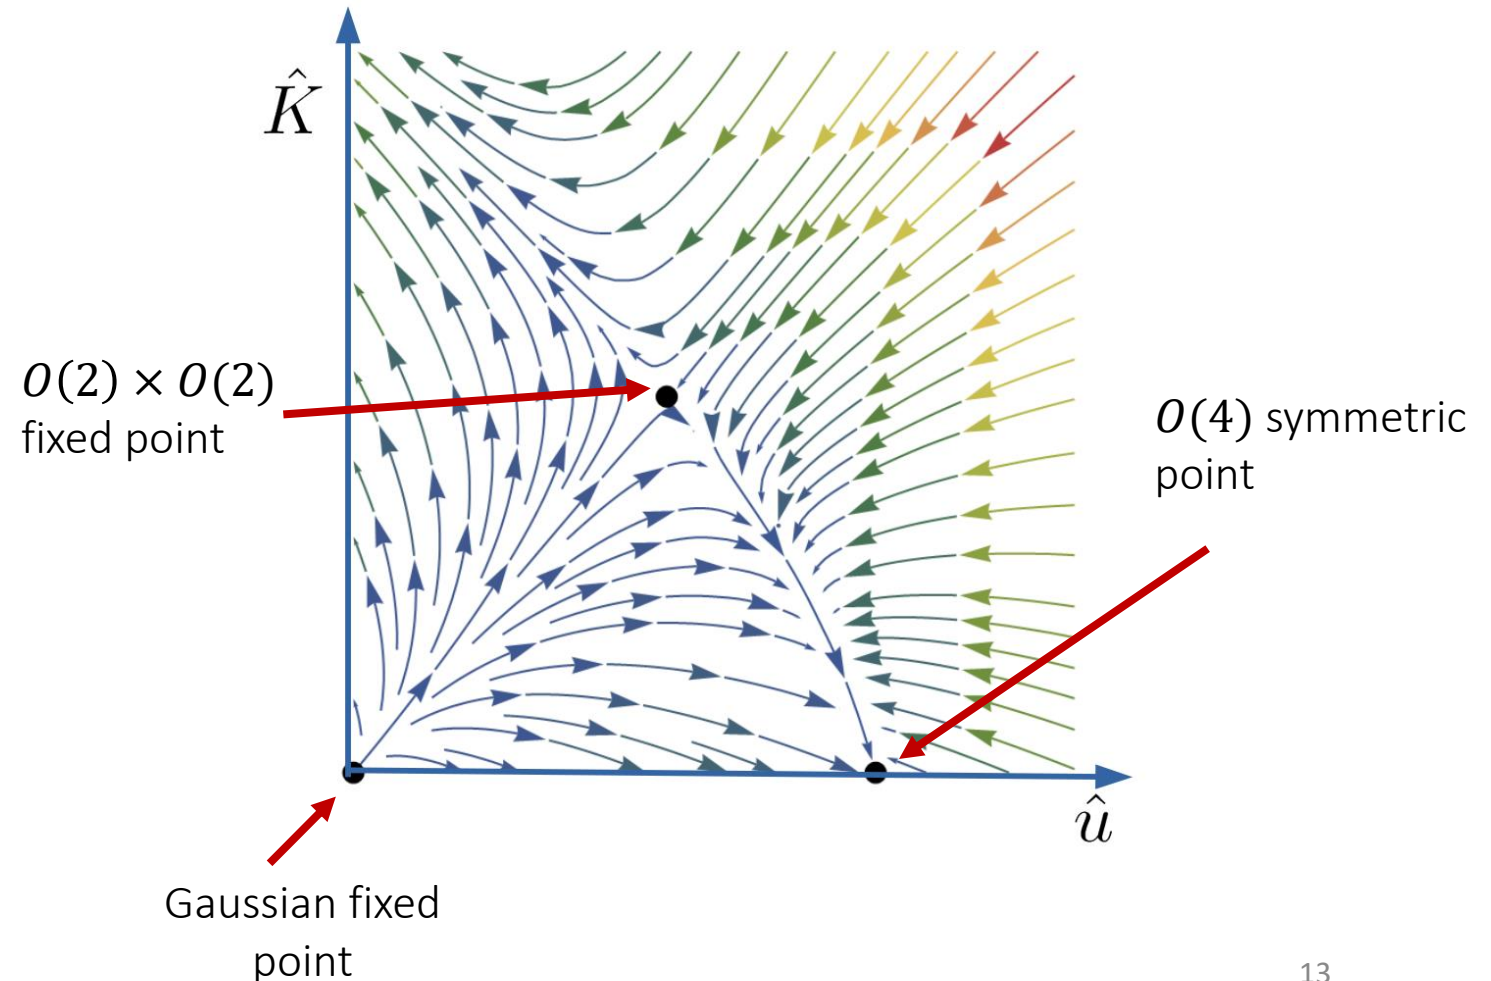 K̂
O(2) × O(2)
fixed point
O(4) symmetric
point
û
Gaussian fixed
point
13